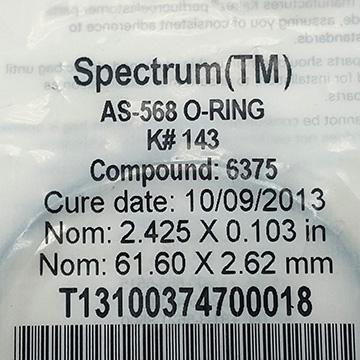 Spectrum(TM)
AS-568 O-RING
K# 143
Compound: 6375
Cure date: 10/09/2013
Nom: 2.425 X 0.103 in
Nom: 61.60 X 2.62 mm
T13100374700018